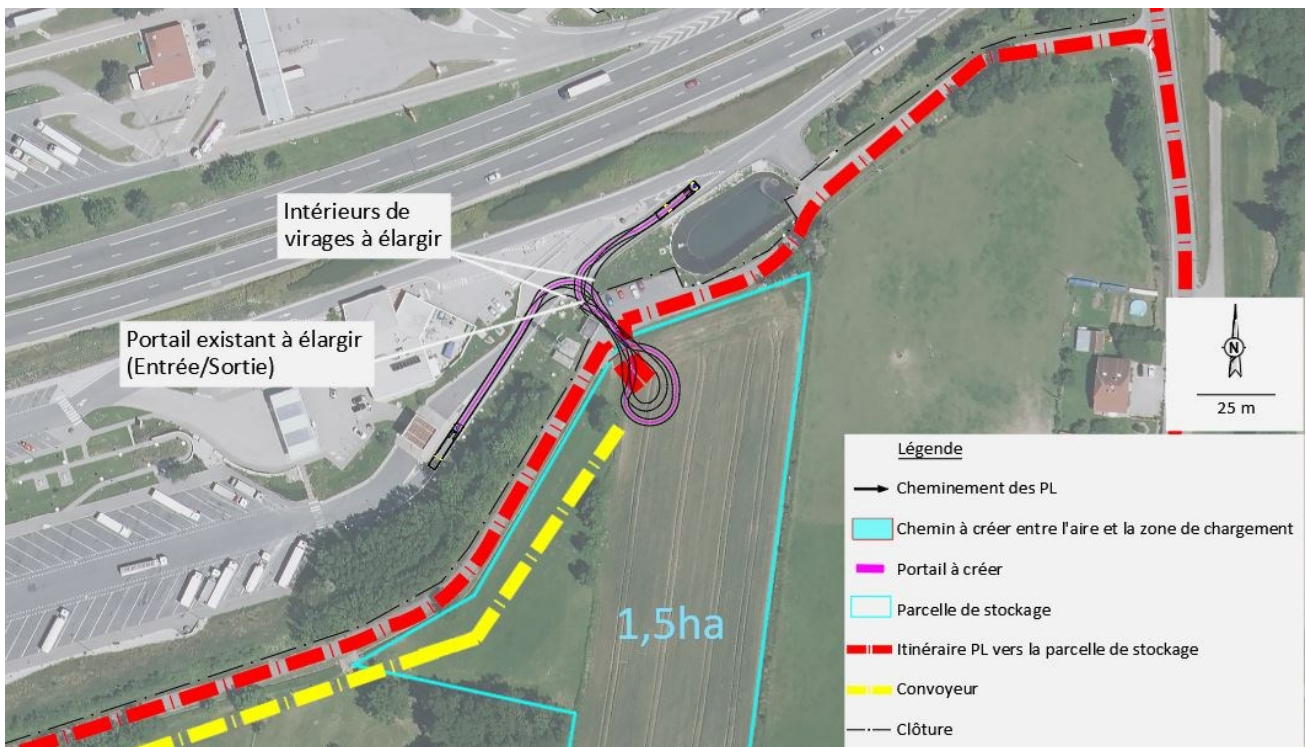 Intérieurs de
virages à élargir
Portail existant à élargir
(Entrée/Sortie)
1,5ha
N
25 m
Légende
Cheminement des PL
Chemin à créer entre l'aire et la zone de chargement
Portail à créer
Parcelle de stockage
Itinéraire PL vers la parcelle de stockage
Convoyeur
Clôture